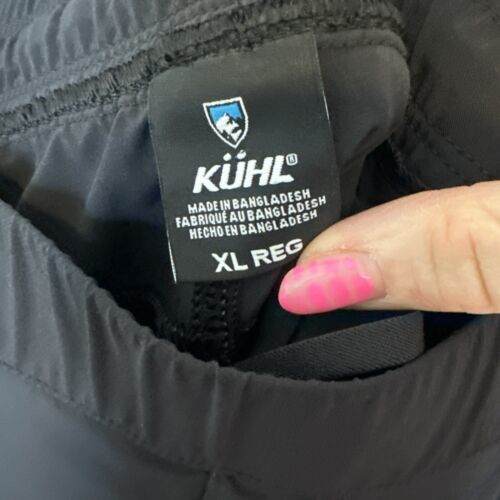 KÜHL®
MADE IN BANGLADESH
FABRIQUÉ AU BANGLADESH
HECHO EN BANGLADESH
XL REG